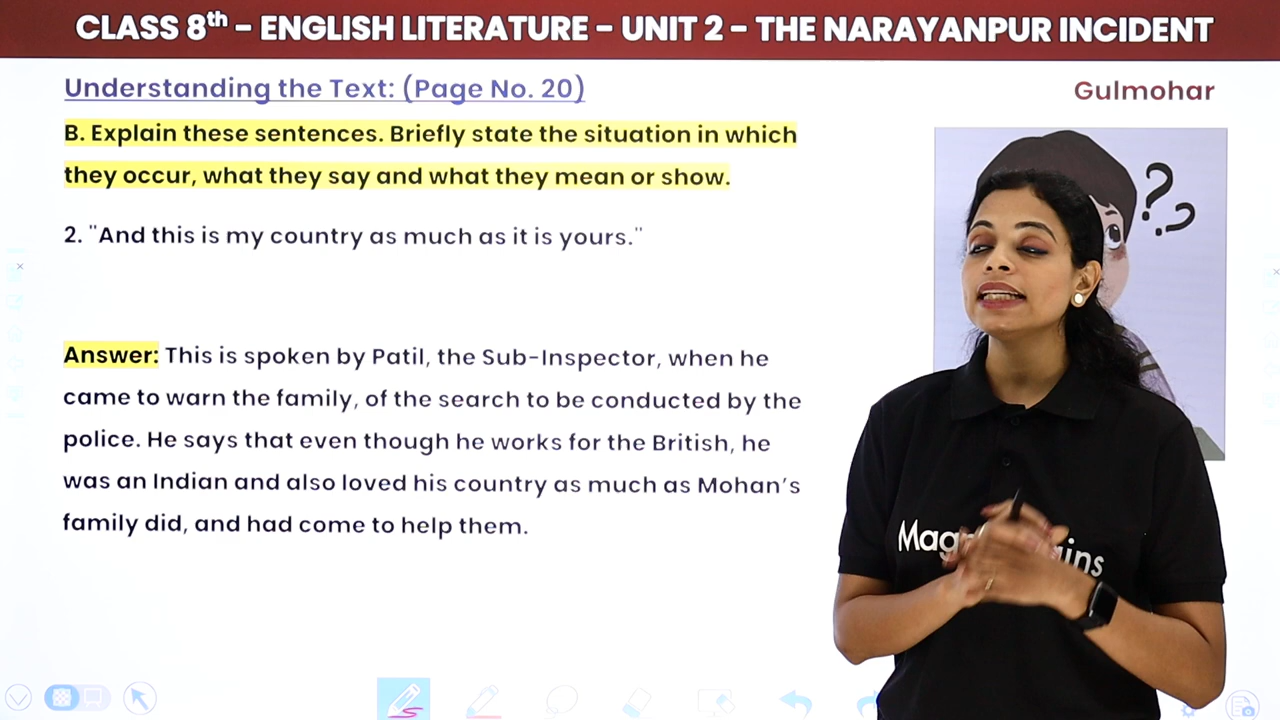 CLASS 8th – ENGLISH LITERATURE – UNIT 2 – THE NARAYANPUR INCIDENT
Understanding the Text: (Page No. 20)
Gulmohar
B. Explain these sentences. Briefly state the situation in which
they occur, what they say and what they mean or show.
2. "And this is my country as much as it is yours."
Answer: This is spoken by Patil, the Sub-Inspector, when he
came to warn the family, of the search to be conducted by the
police. He says that even though he works for the British, he
was an Indian and also loved his country as much as Mohan's
family did, and had come to help them.
??